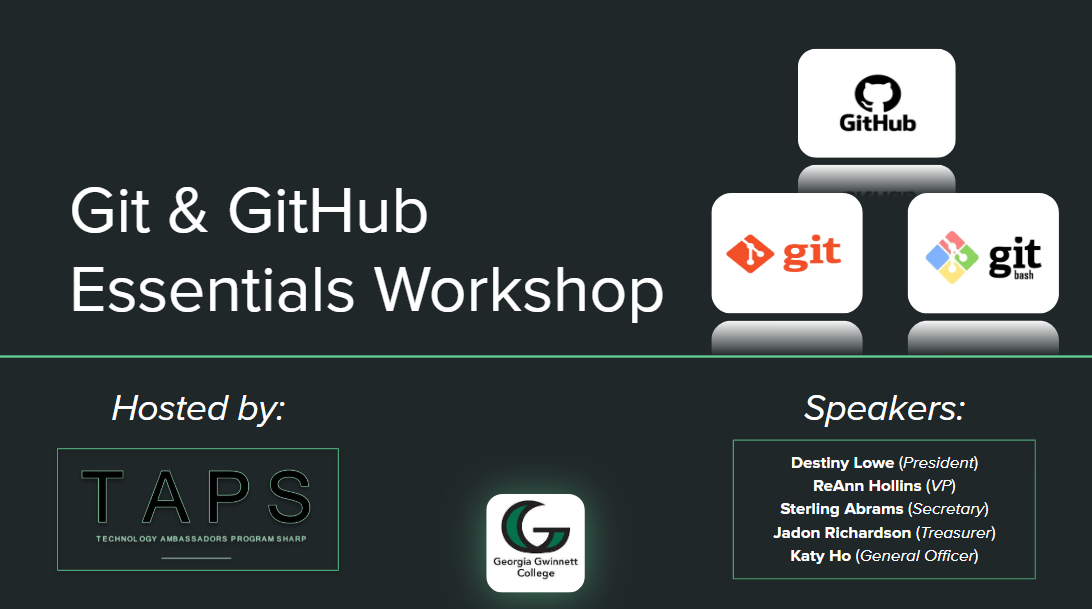 GitHub
Git & GitHub
Essentials Workshop
git
git
bash
Hosted by:
TAPS
TECHNOLOGY AMBASSADORS PROGRAM SHARP
Georgia Gwinnett
College
Speakers:
Destiny Lowe (President)
ReAnn Hollins (VP)
Sterling Abrams (Secretary)
Jadon Richardson (Treasurer)
Katy Ho (General Officer)